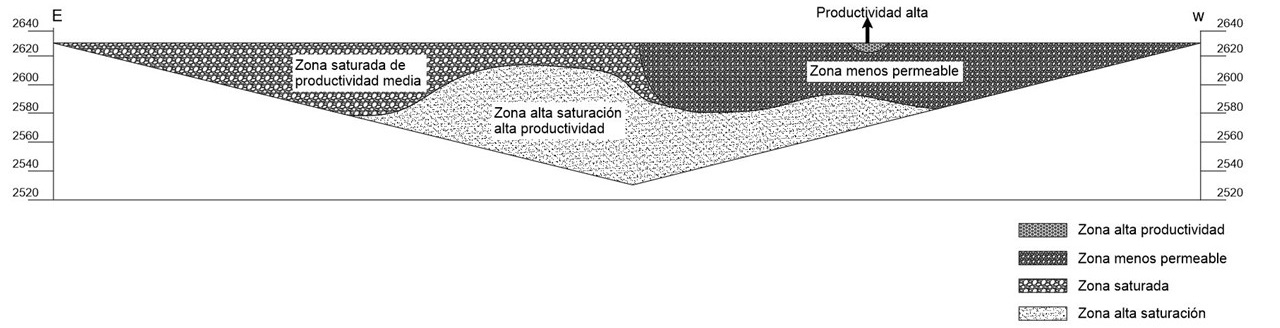 E
Productividad alta
W
2640
2620
2600
2580
2560
2540
2520
Zona saturada de
productividad media
Zona alta saturación
alta productividad
Zona menos permeable
2640
2620
2600
2580
2560
2540
2520
Zona alta productividad
Zona menos permeable
Zona saturada
Zona alta saturación